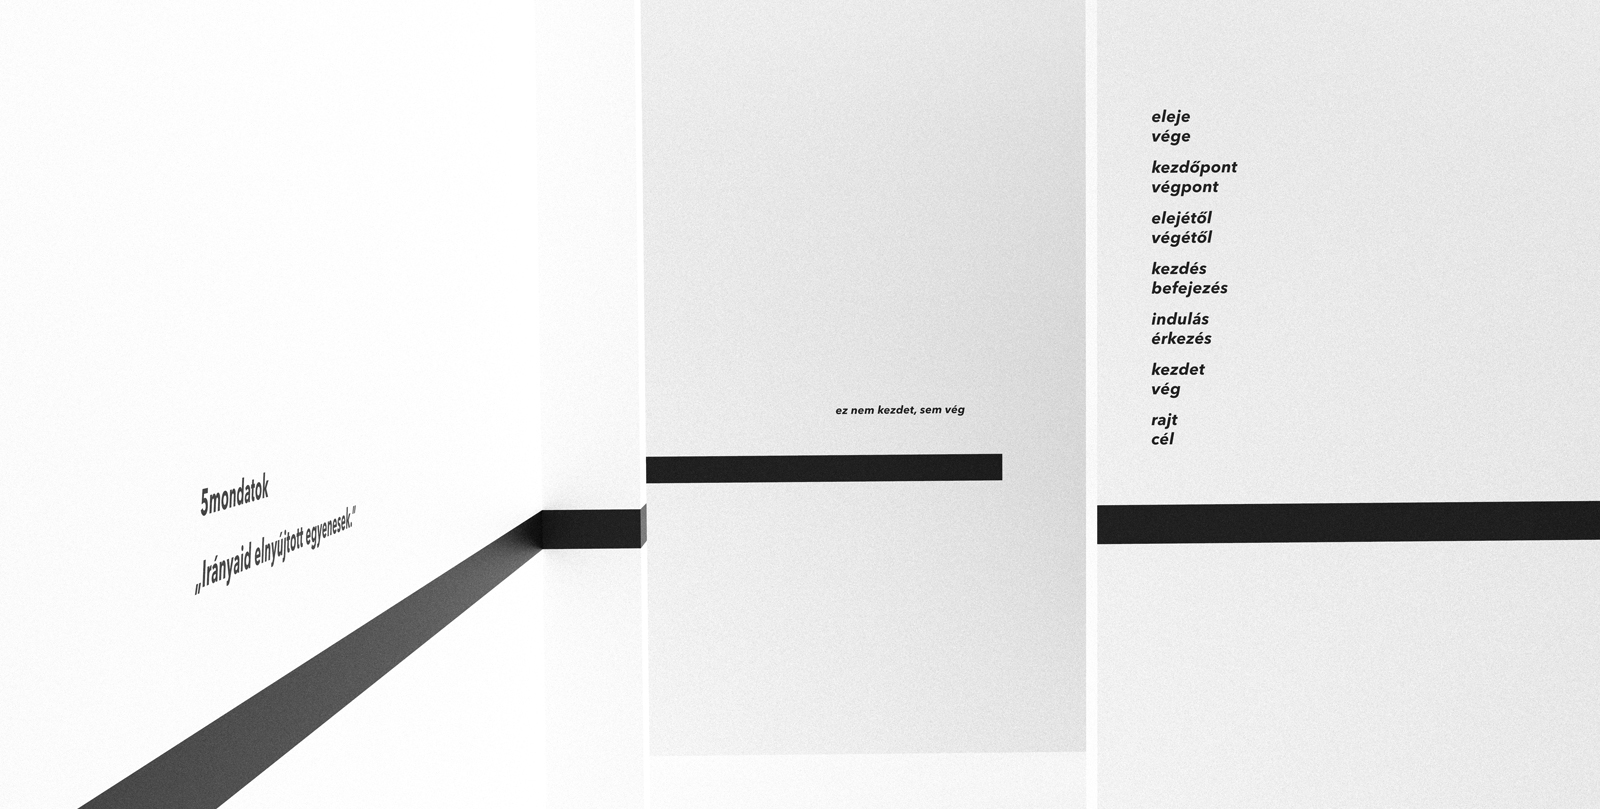 5mondatok
„Irányaid elnyújtott egyenesek.”
ez nem kezdet, sem vég
eleje
vége
kezdőpont
végpont
elejétől
végétől
kezdés
befejezés
indulás
érkezés
kezdet
vég
rajt
cél